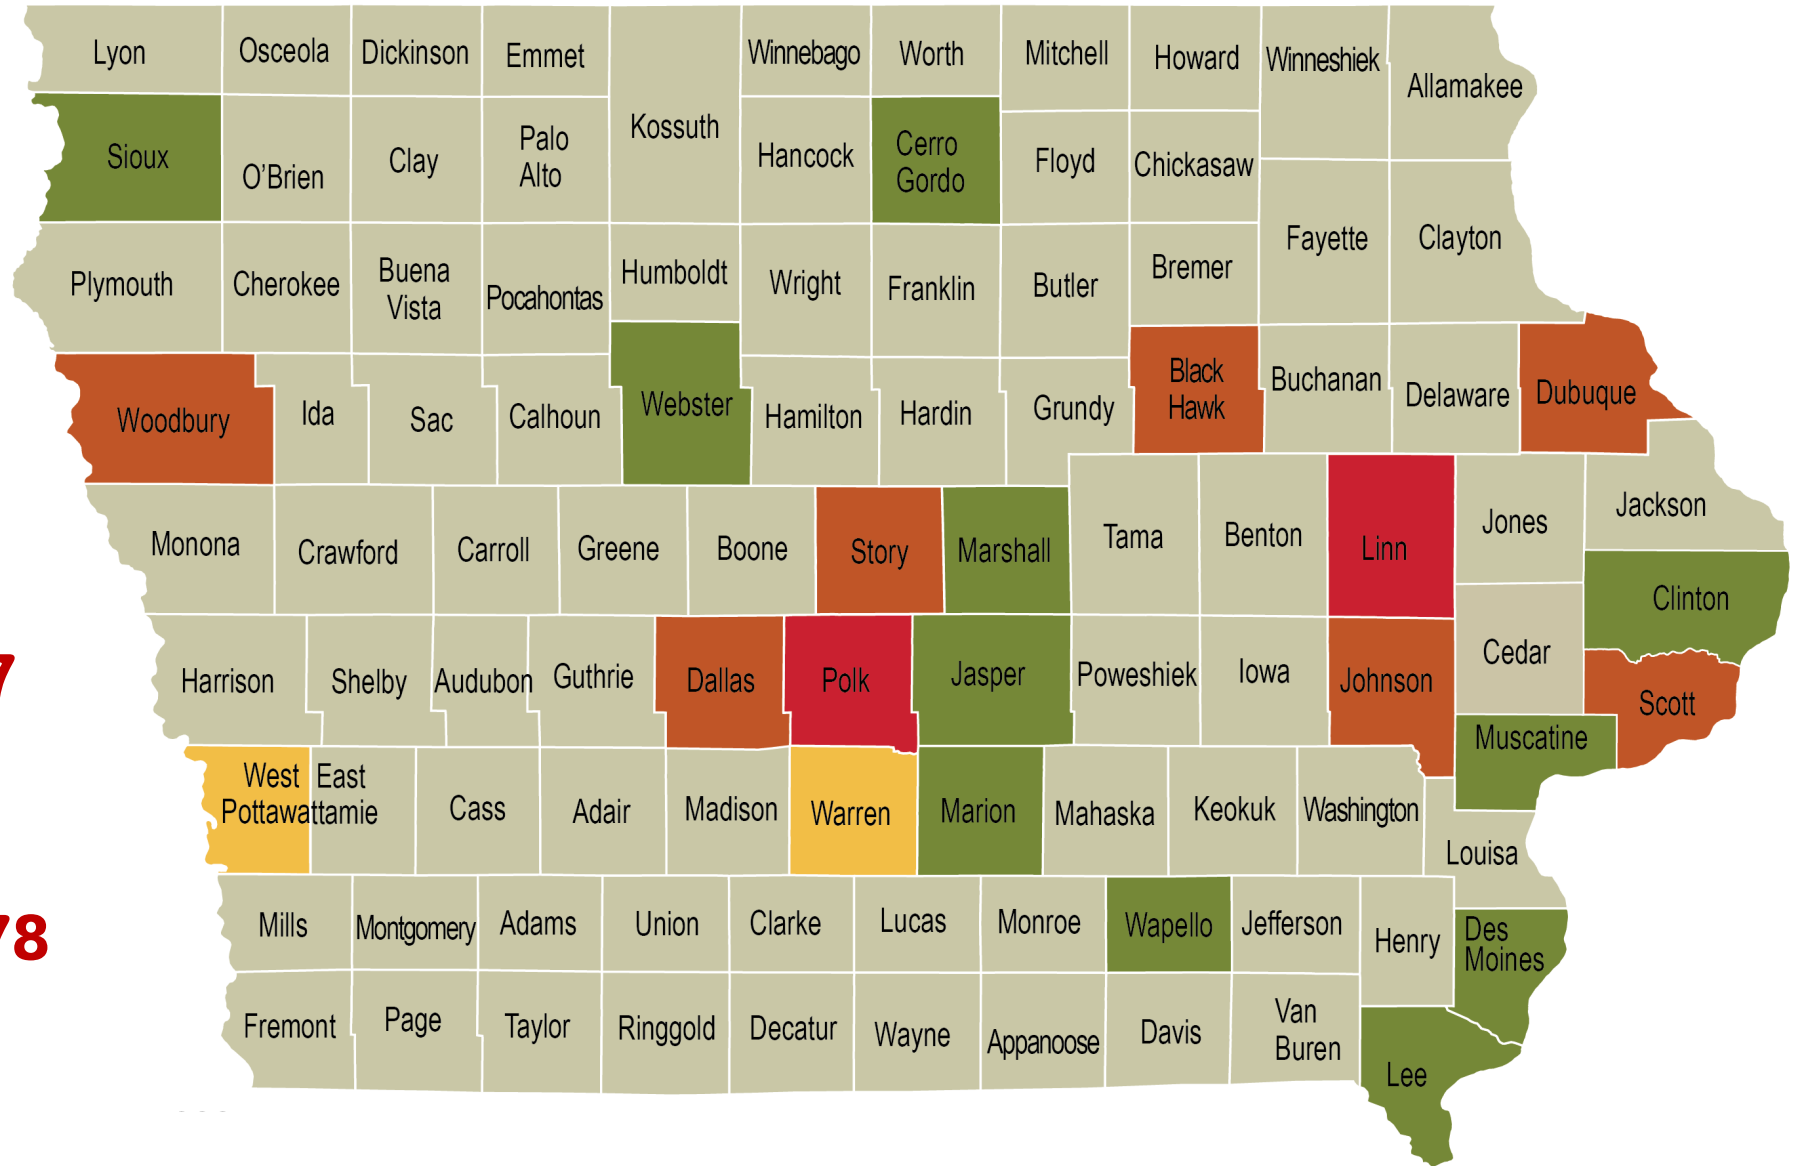 Lyon
Osceola
Dickinson
Emmet
Kossuth
Winnebago
Worth
Mitchell
Howard
Winneshiek
Allamakee
Sioux
O'Brien
Clay
Palo
Alto
Hancock
Cerro
Gordo
Floyd
Chickasaw
Fayette
Clayton
Plymouth
Cherokee
Buena
Vista
Pocahontas
Humboldt
Wright
Franklin
Butler
Bremer
Woodbury
Ida
Sac
Calhoun
Webster
Hamilton
Hardin
Grundy
Black
Hawk
Buchanan
Delaware
Dubuque
Monona
Crawford
Carroll
Greene
Boone
Story
Marshall
Tama
Benton
Linn
Jones
Jackson
Clinton
7
Harrison
Shelby
Audubon
Guthrie
Dallas
Polk
Jasper
Poweshiek
Iowa
Johnson
Cedar
Scott
Muscatine
West
East
Pottawattamie
Cass
Adair
Madison
Warren
Marion
Mahaska
Keokuk
Washington
Louisa
78
Mills
Montgomery
Adams
Union
Clarke
Lucas
Monroe
Wapello
Jefferson
Henry
Des
Moines
Fremont
Page
Taylor
Ringgold
Decatur
Wayne
Appanoose
Davis
Van
Buren
Lee